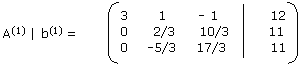 3 1 - 1 12
A(1) | b(1) = 0 2/3 10/3 11
0 -5/3 17/3 11